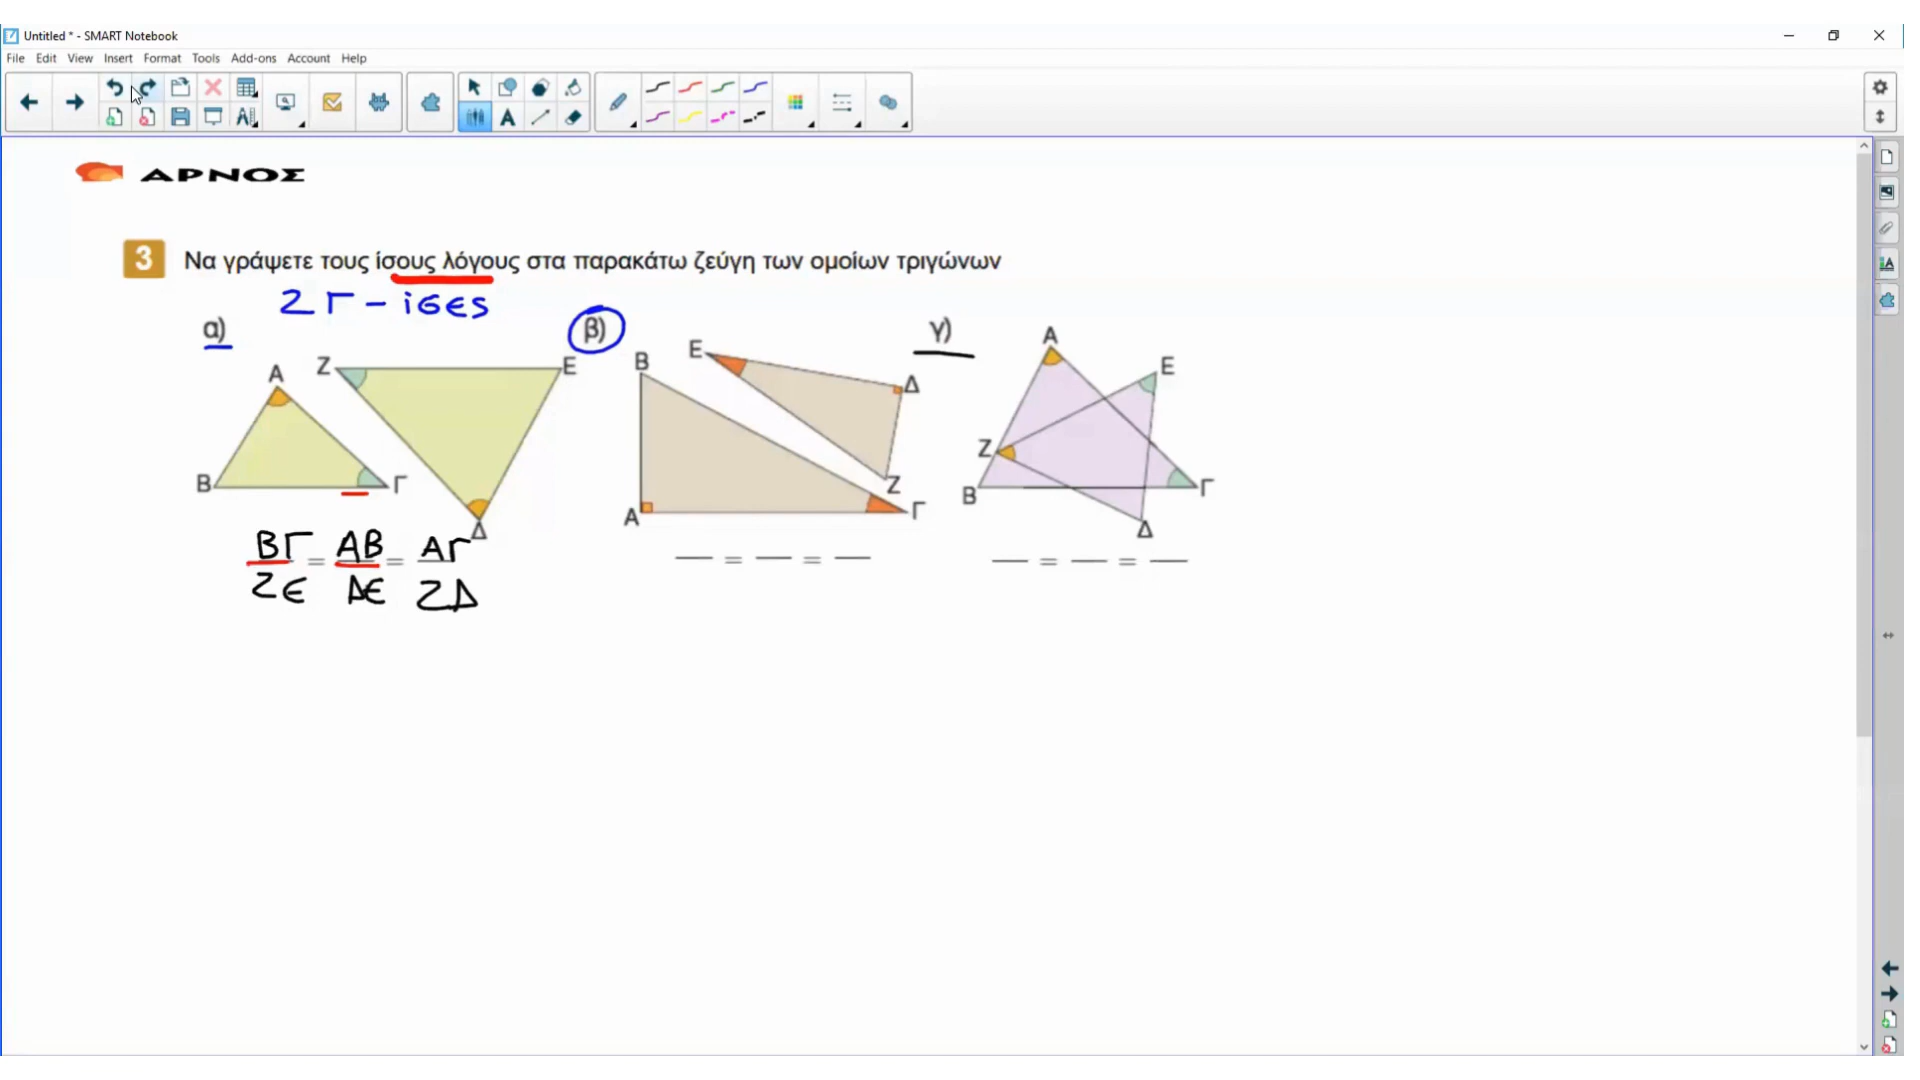 Untitled * - SMART Notebook
File Edit View Insert Format Tools Add-ons Account Help
ΑΡΝΟΣ
3 Να γράψετε τους ίσους λόγους στα παρακάτω ζεύγη των ομοίων τριγώνων
2 Γ - ίσες
α)
β)
γ)
Α
Β
Γ
Ζ
Ε
Δ
Β
Α
Γ
Ε
Δ
Ζ
Α
Ε
Ζ
Β
Γ
Δ
ΒΓ = ΑΒ = ΑΓ
ΖΕ ΔΕ ΖΔ
= =
= =